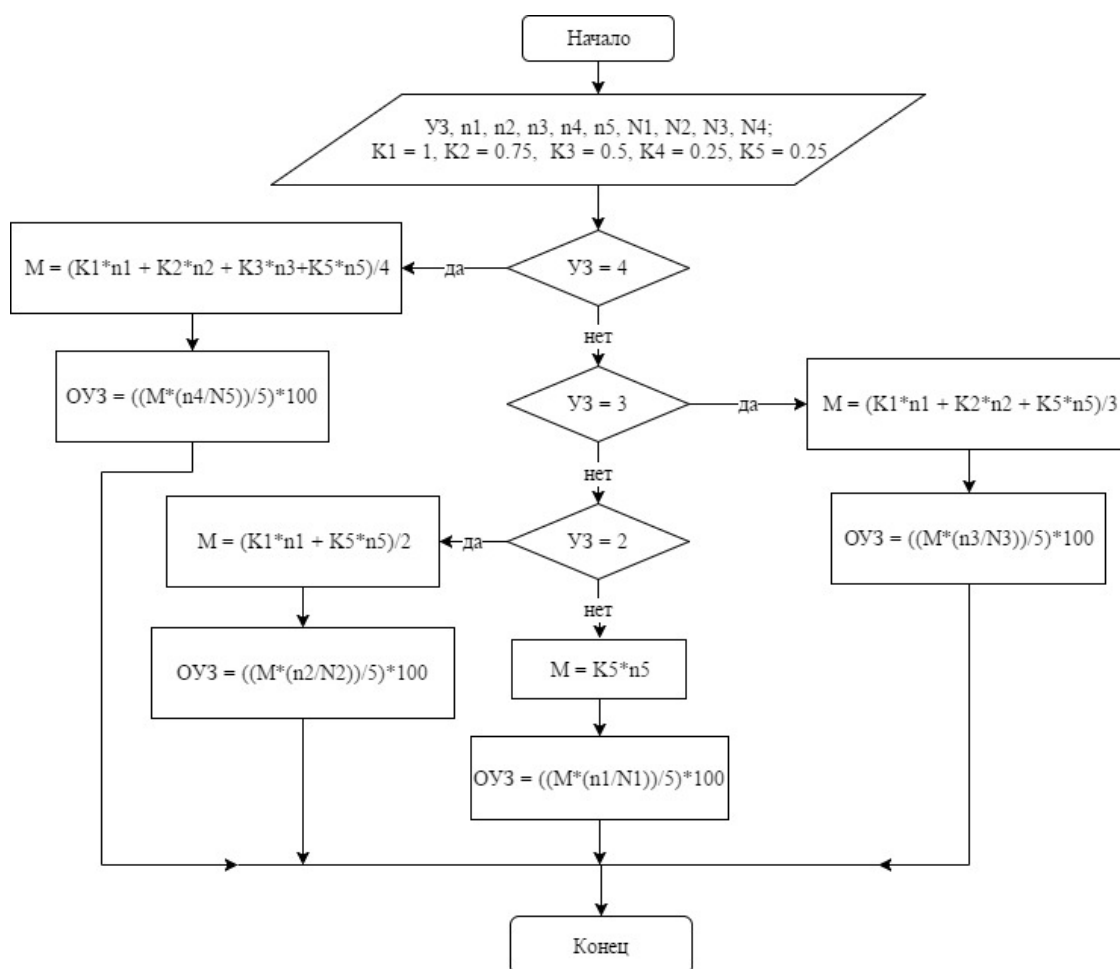 Начало
УЗ, n1, n2, n3, n4, n5, N1, N2, N3, N4;
K1 = 1, K2 = 0.75, K3 = 0.5, K4 = 0.25, K5 = 0.25
УЗ = 4
да
M = (K1*n1 + K2*n2 + K3*n3+K5*n5)/4
ОУЗ = ((M*(n4/N5))/5)*100
нет
УЗ = 3
да
M = (K1*n1 + K2*n2 + K5*n5)/3
ОУЗ = ((M*(n3/N3))/5)*100
нет
УЗ = 2
да
M = (K1*n1 + K5*n5)/2
ОУЗ = ((M*(n2/N2))/5)*100
нет
M = K5*n5
ОУЗ = ((M*(n1/N1))/5)*100
Конец